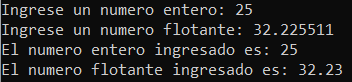 Ingrese un numero entero: 25
Ingrese un numero flotante: 32.225511
El numero entero ingresado es: 25
El numero flotante ingresado es: 32.23